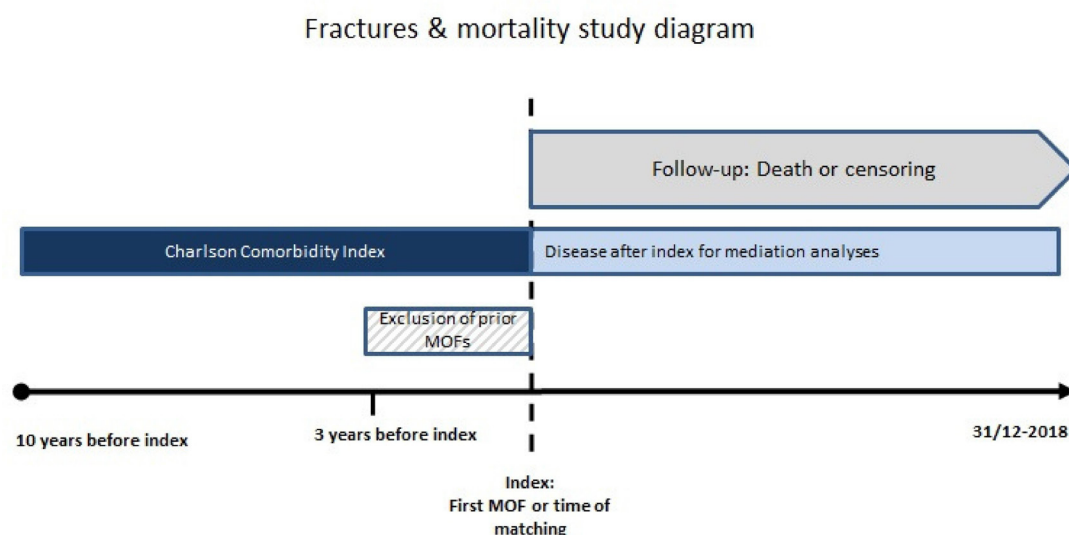 Fractures & mortality study diagram
Follow-up: Death or censoring
Charlson Comorbidity Index
Disease after index for mediation analyses
Exclusion of prior
MOFs
10 years before index
3 years before index
31/12-2018
Index:
First MOF or time of
matching